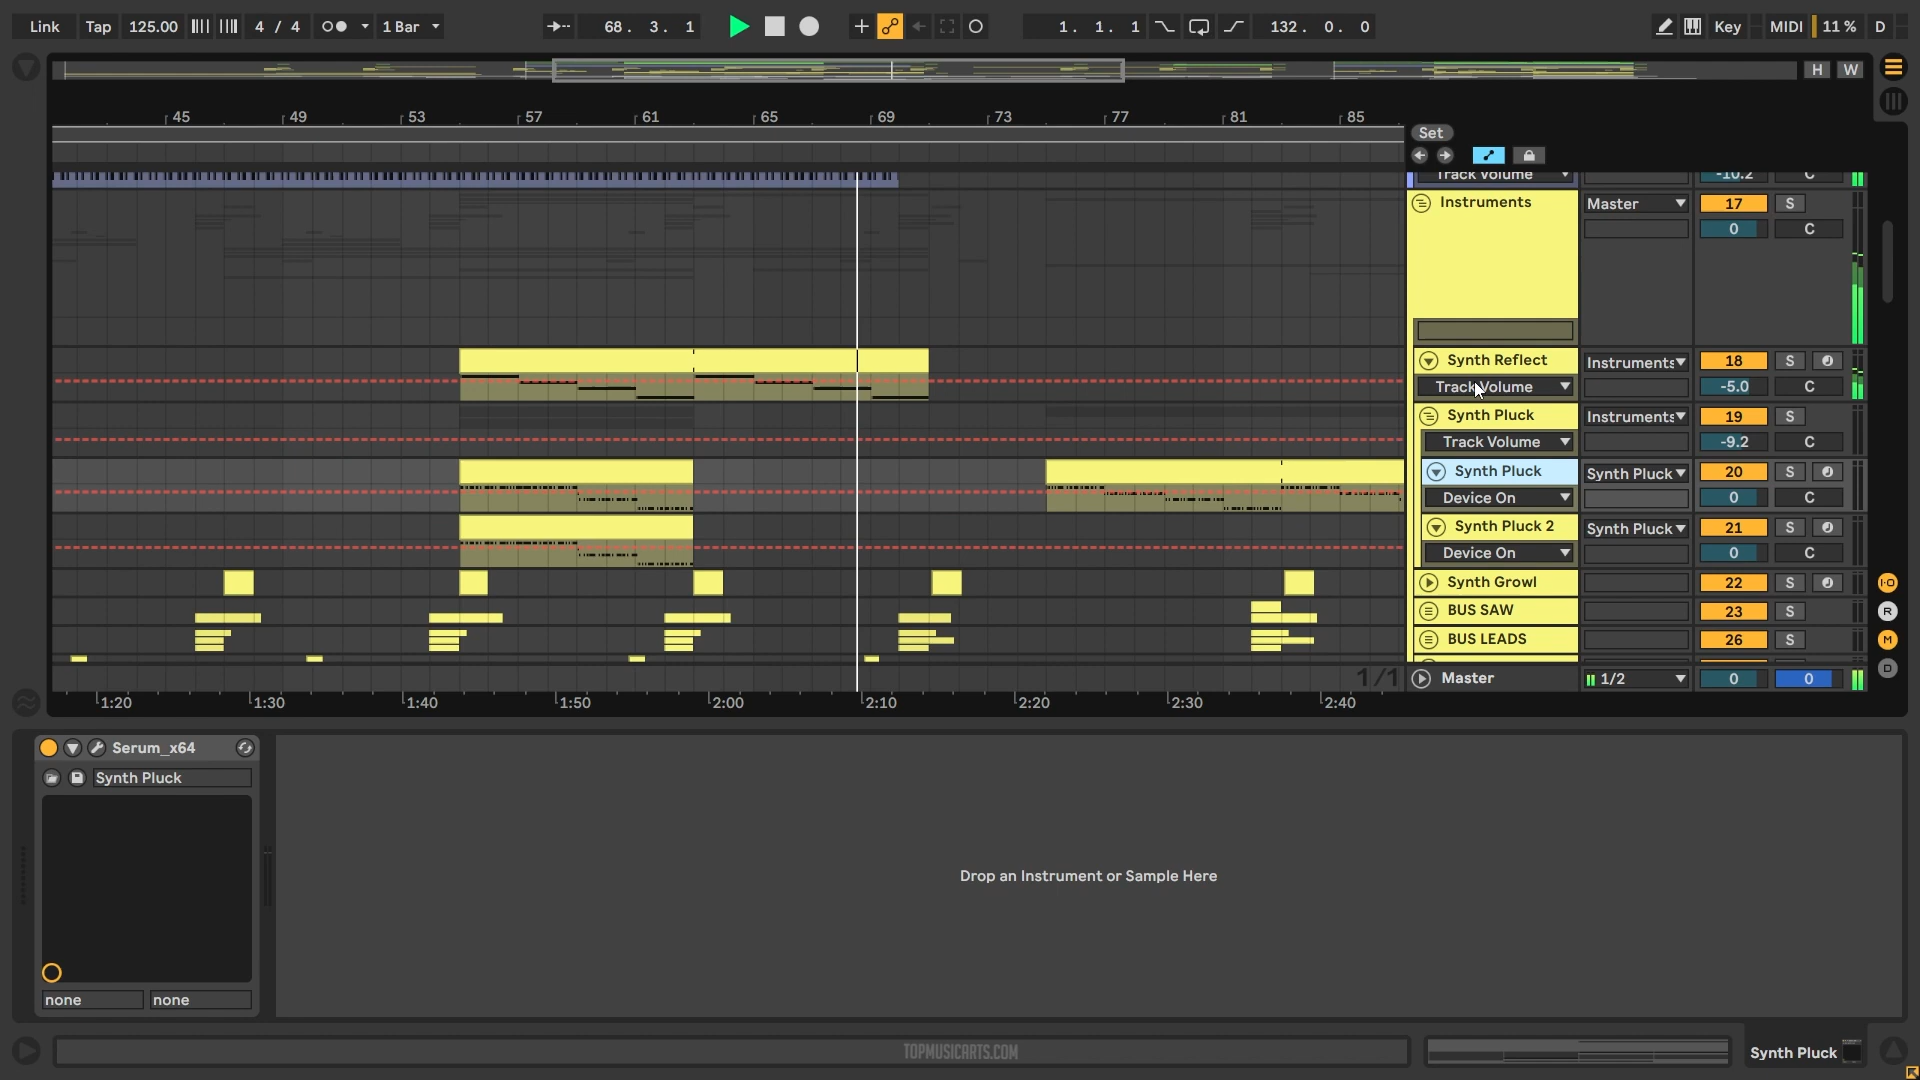 Link Tap 125.00 4 / 4 1 Bar 68. 3. 1 1. 1. 1 132. 0. 0 Key MIDI 11 % D
H W
45 49 53 57 61 65 69 73 77 81 85
Set
Track Volume -10.2 C
Instruments Master 17 S
0 C
Synth Reflect Instruments 18 S
Track Volume -5.0 C
Synth Pluck Instruments 19 S
Track Volume -9.2 C
Synth Pluck Synth Pluck 20 S
Device On 0 C
Synth Pluck 2 Synth Pluck 21 S
Device On 0 C
Synth Growl 22 S
BUS SAW 23 S
BUS LEADS 26 S
I·O
R
M
D
1/1 Master 1/2 0 0
1:20 1:30 1:40 1:50 2:00 2:10 2:20 2:30 2:40
Serum_x64
Synth Pluck
Drop an Instrument or Sample Here
none none
TOPMUSICARTS.COM
Synth Pluck